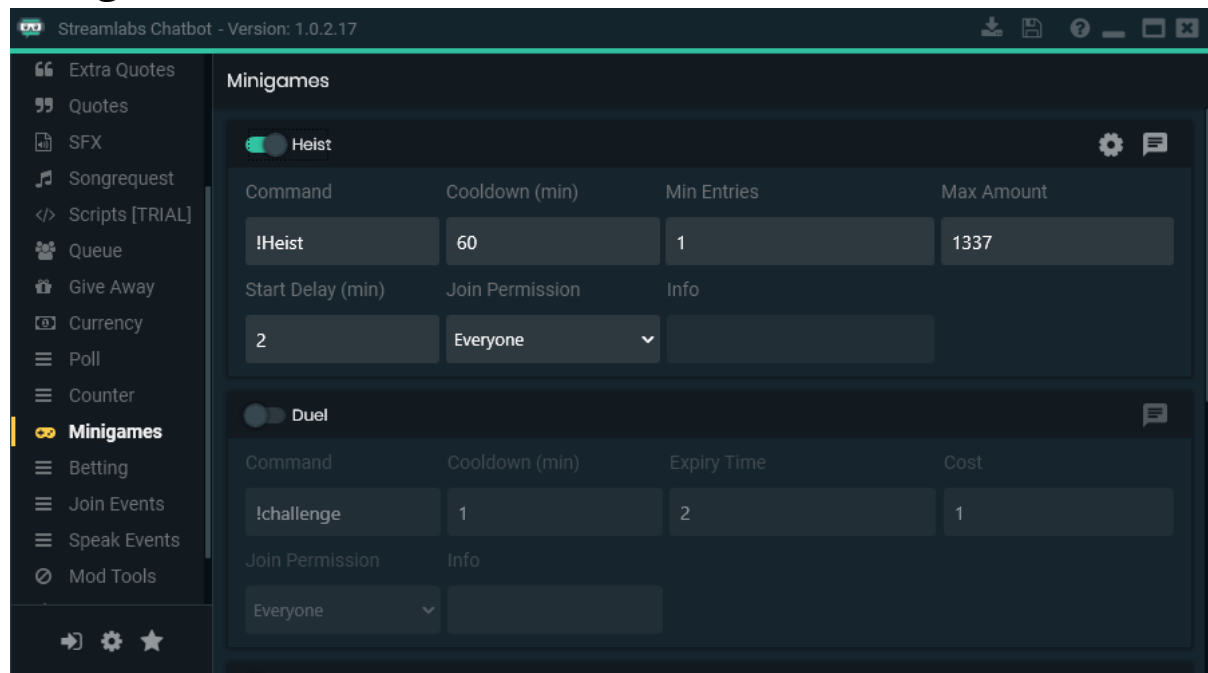 Streamlabs Chatbot - Version: 1.0.2.17
Extra Quotes
Quotes
SFX
Songrequest
</> Scripts [TRIAL]
Queue
Give Away
Currency
Poll
Counter
Minigames
Betting
Join Events
Speak Events
Mod Tools
Minigames
Heist
Command Cooldown (min) Min Entries Max Amount
!Heist 60 1 1337
Start Delay (min) Join Permission Info
2 Everyone
Duel
Command Cooldown (min) Expiry Time Cost
!challenge 1 2 1
Join Permission Info
Everyone